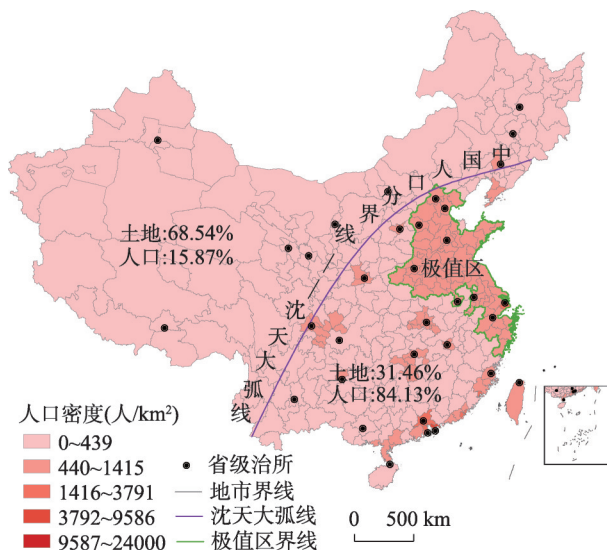 中国人口分界线
土地:68.54%
人口:15.87%
极值区
沈天大弧线
土地:31.46%
人口:84.13%
人口密度(人/km²)
0~439
440~1415
1416~3791
3792~9586
9587~24000
省级治所
地市界线
沈天大弧线
极值区界线
0 500 km